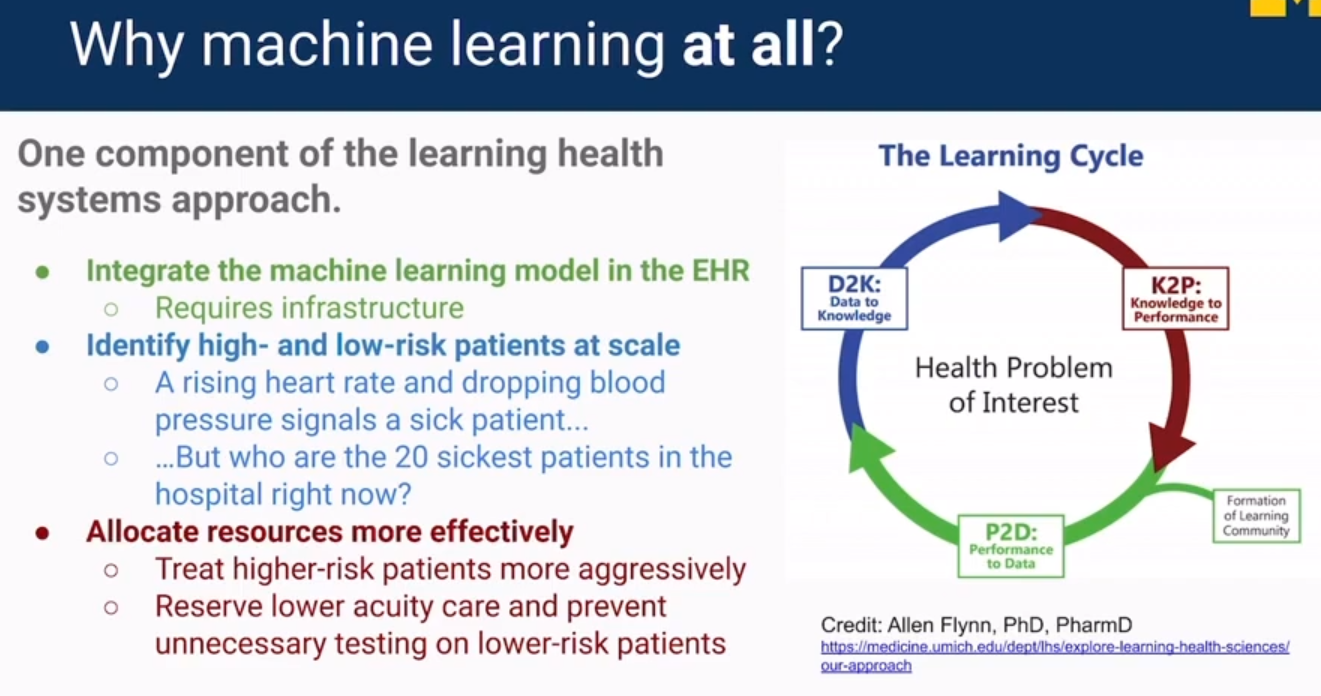 Why machine learning at all?
One component of the learning health
systems approach.
● Integrate the machine learning model in the EHR
○ Requires infrastructure
● Identify high- and low-risk patients at scale
○ A rising heart rate and dropping blood
pressure signals a sick patient...
○ ...But who are the 20 sickest patients in the
hospital right now?
● Allocate resources more effectively
○ Treat higher-risk patients more aggressively
○ Reserve lower acuity care and prevent
unnecessary testing on lower-risk patients
The Learning Cycle
D2K:
Data to
Knowledge
K2P:
Knowledge to
Performance
Health Problem
of Interest
P2D:
Performance
to Data
Formation
of Learning
Community
Credit: Allen Flynn, PhD, PharmD
https://medicine.umich.edu/dept/lhs/explore-learning-health-sciences/
our-approach